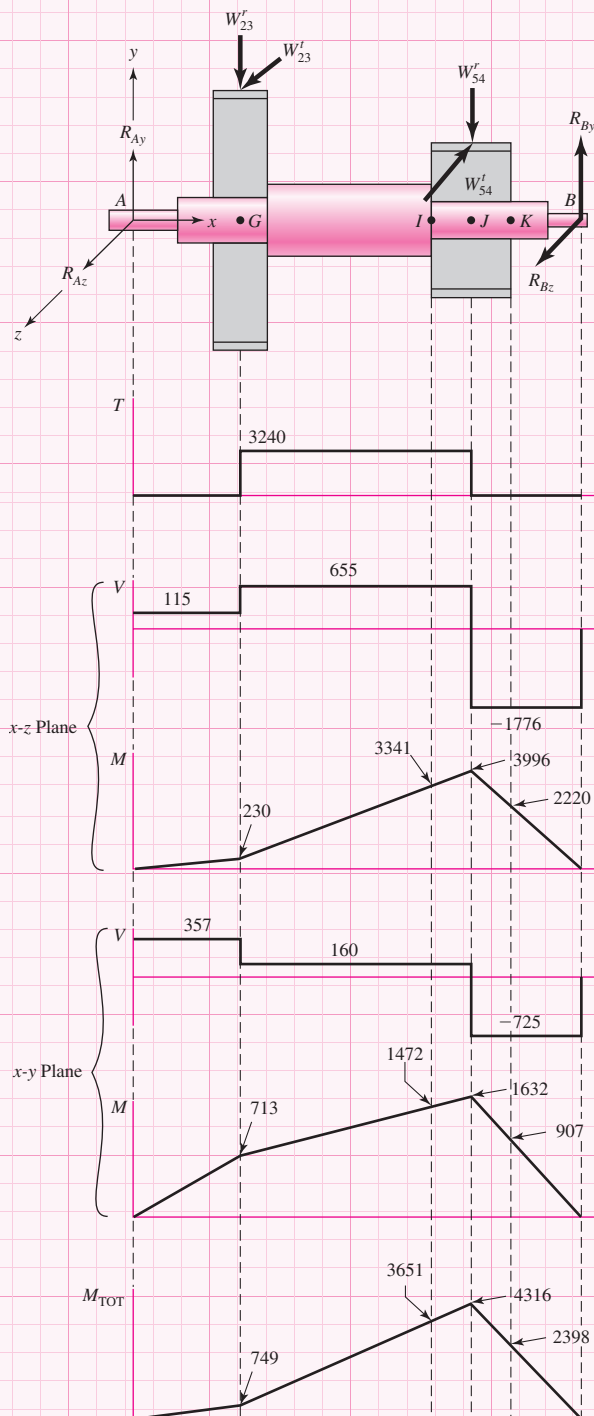 W^r_23
W^t_23
y
W^r_54
R_By
R_Ay
A
W^t_54
B
x
G
I
J
K
R_Az
R_Bz
z
T
3240
655
V
115
x-z Plane
−1776
3341
3996
M
2220
230
357
V
160
−725
x-y Plane
1472
1632
M
713
907
3651
M_TOT
4316
2398
749